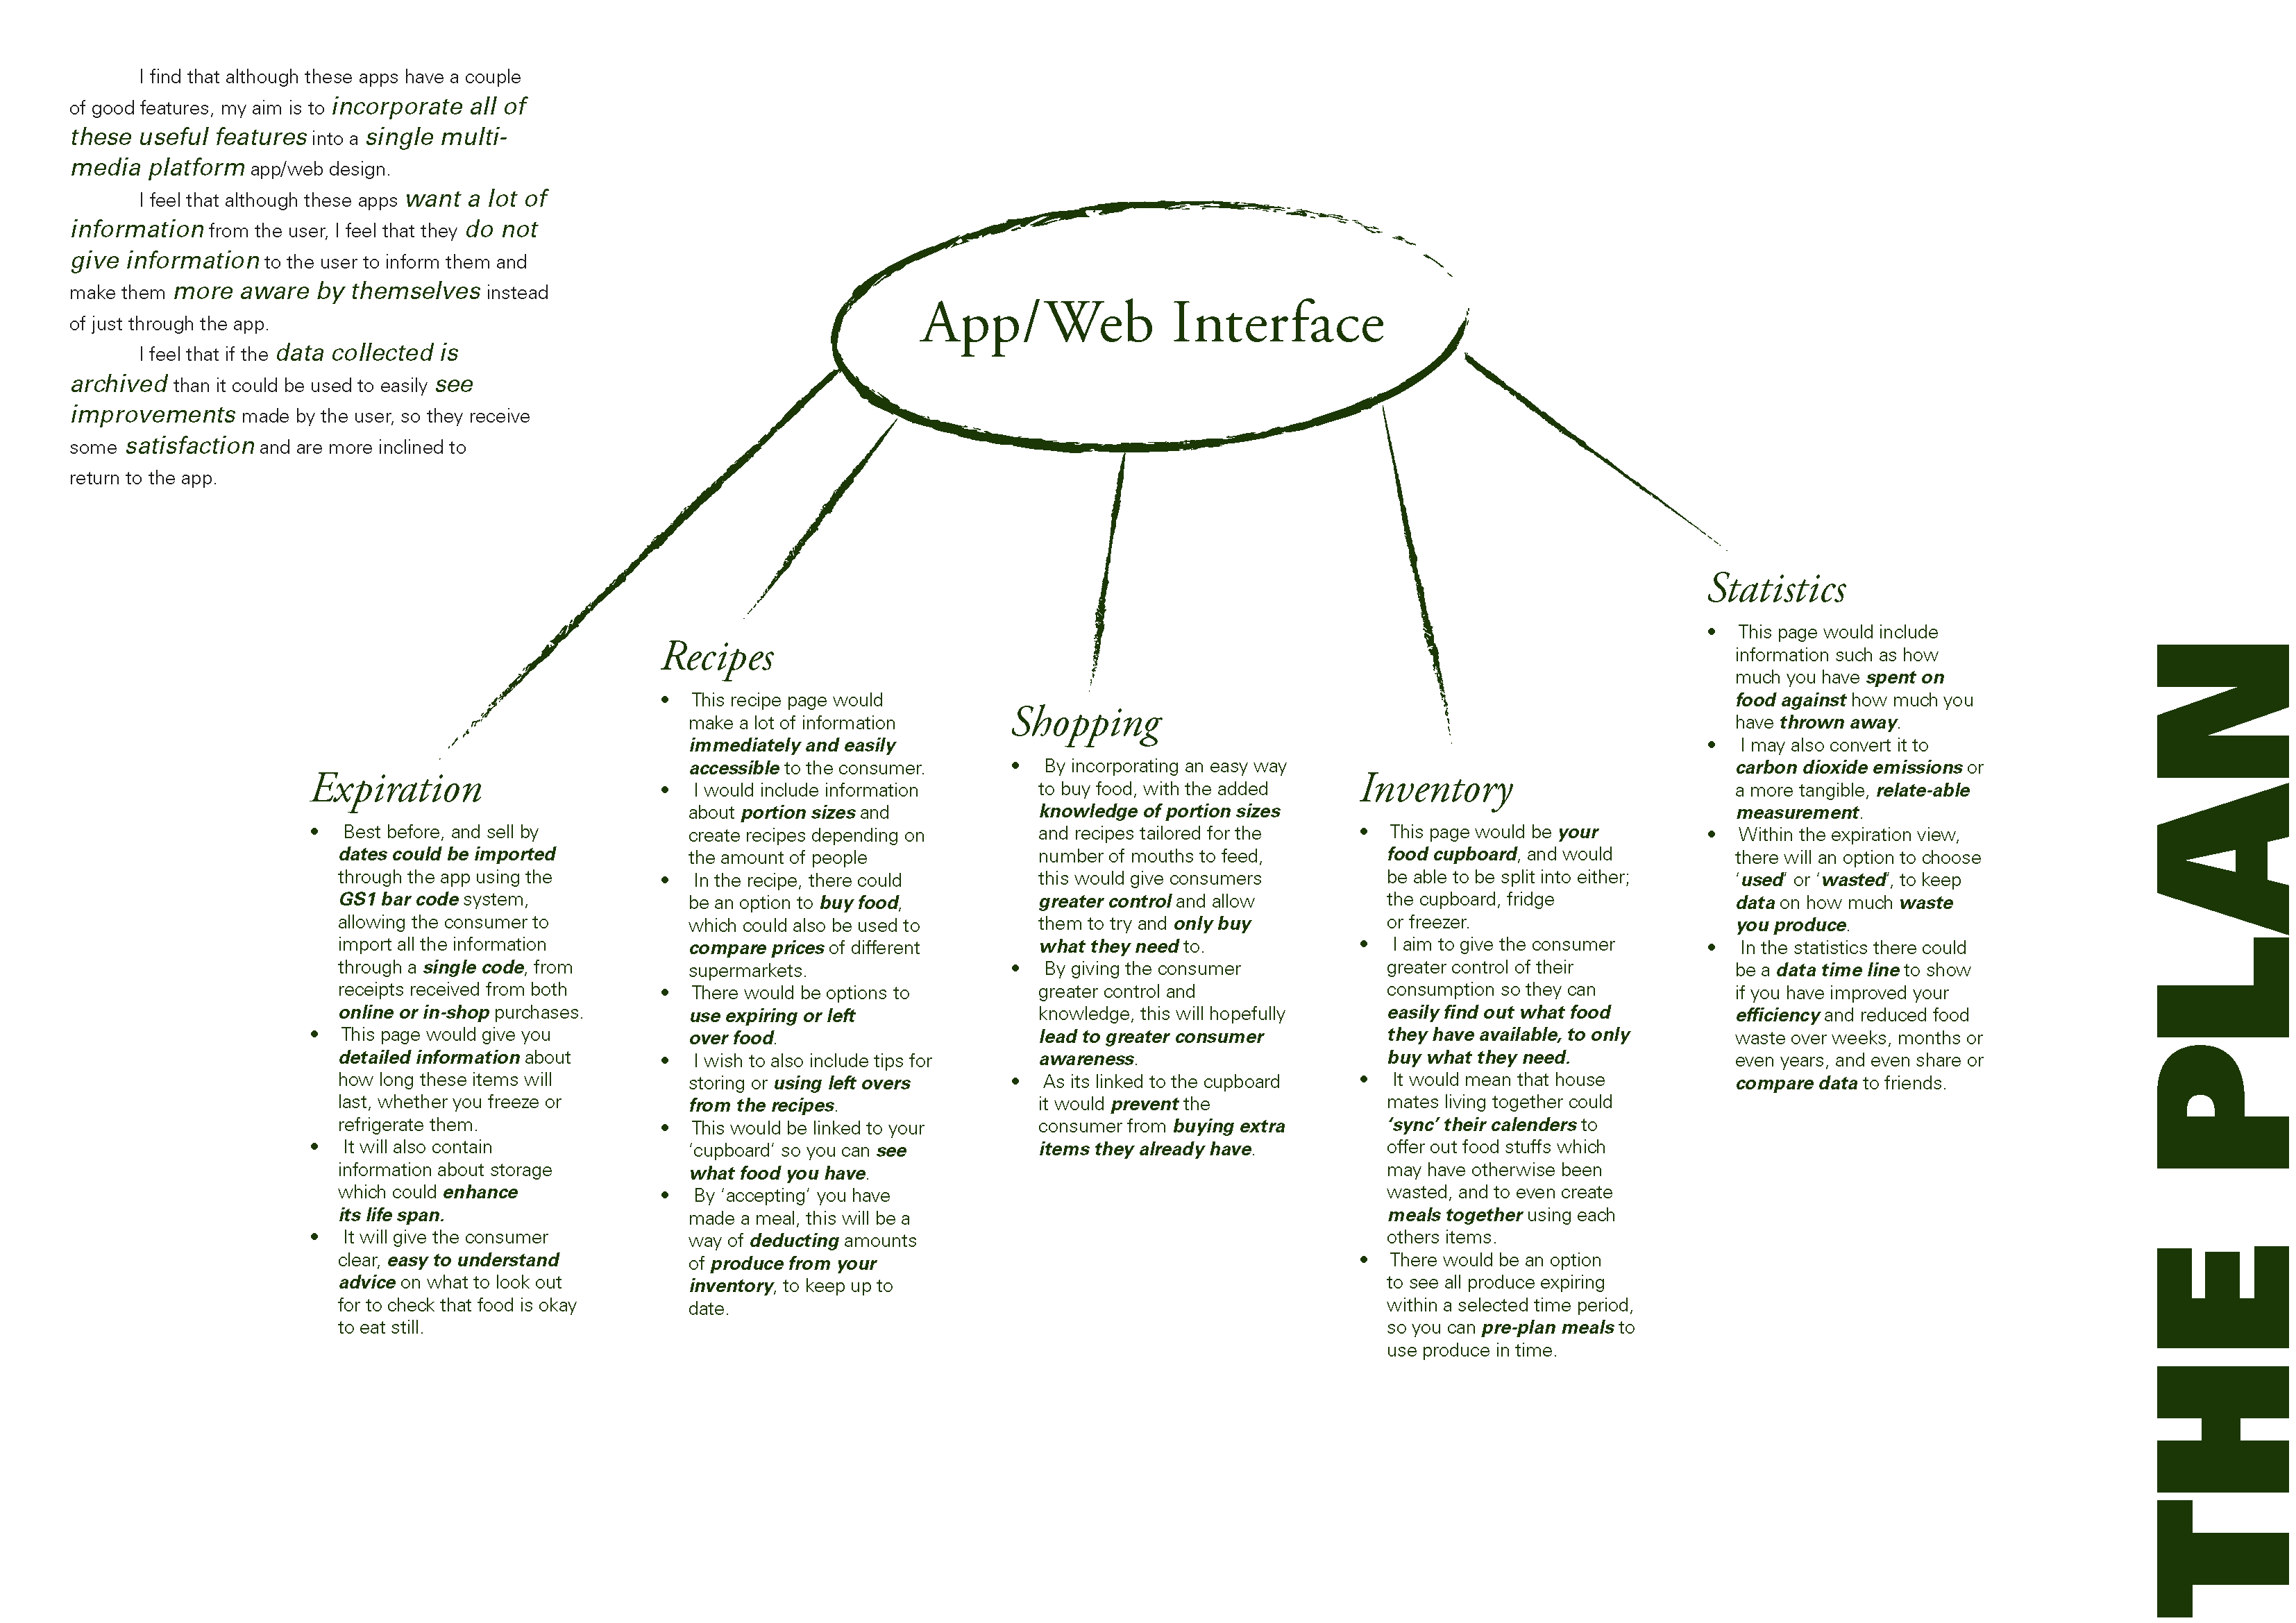 I find that although these apps have a couple
of good features, my aim is to incorporate all of
these useful features into a single multi-
media platform app/web design.
I feel that although these apps want a lot of
information from the user, I feel that they do not
give information to the user to inform them and
make them more aware by themselves instead
of just through the app.
I feel that if the data collected is
archived than it could be used to easily see
improvements made by the user, so they receive
some satisfaction and are more inclined to
return to the app.
App/Web Interface
Expiration
• Best before, and sell by
dates could be imported
through the app using the
GS1 bar code system,
allowing the consumer to
import all the information
through a single code, from
receipts received from both
online or in-shop purchases.
• This page would give you
detailed information about
how long these items will
last, whether you freeze or
refrigerate them.
• It will also contain
information about storage
which could enhance
its life span.
• It will give the consumer
clear, easy to understand
advice on what to look out
for to check that food is okay
to eat still.
Recipes
• This recipe page would
make a lot of information
immediately and easily
accessible to the consumer.
• I would include information
about portion sizes and
create recipes depending on
the amount of people
• In the recipe, there could
be an option to buy food,
which could also be used to
compare prices of different
supermarkets.
• There would be options to
use expiring or left
over food.
• I wish to also include tips for
storing or using left overs
from the recipes.
• This would be linked to your
'cupboard' so you can see
what food you have.
• By 'accepting' you have
made a meal, this will be a
way of deducting amounts
of produce from your
inventory, to keep up to
date.
Shopping
• By incorporating an easy way
to buy food, with the added
knowledge of portion sizes
and recipes tailored for the
number of mouths to feed,
this would give consumers
greater control and allow
them to try and only buy
what they need to.
• By giving the consumer
greater control and
knowledge, this will hopefully
lead to greater consumer
awareness.
• As its linked to the cupboard
it would prevent the
consumer from buying extra
items they already have.
Inventory
• This page would be your
food cupboard, and would
be able to be split into either;
the cupboard, fridge
or freezer.
• I aim to give the consumer
greater control of their
consumption so they can
easily find out what food
they have available, to only
buy what they need.
• It would mean that house
mates living together could
'sync' their calenders to
offer out food stuffs which
may have otherwise been
wasted, and to even create
meals together using each
others items.
• There would be an option
to see all produce expiring
within a selected time period,
so you can pre-plan meals to
use produce in time.
Statistics
• This page would include
information such as how
much you have spent on
food against how much you
have thrown away.
• I may also convert it to
carbon dioxide emissions or
a more tangible, relate-able
measurement.
• Within the expiration view,
there will an option to choose
'used' or 'wasted', to keep
data on how much waste
you produce.
• In the statistics there could
be a data time line to show
if you have improved your
efficiency and reduced food
waste over weeks, months or
even years, and even share or
compare data to friends.
THE PLAN